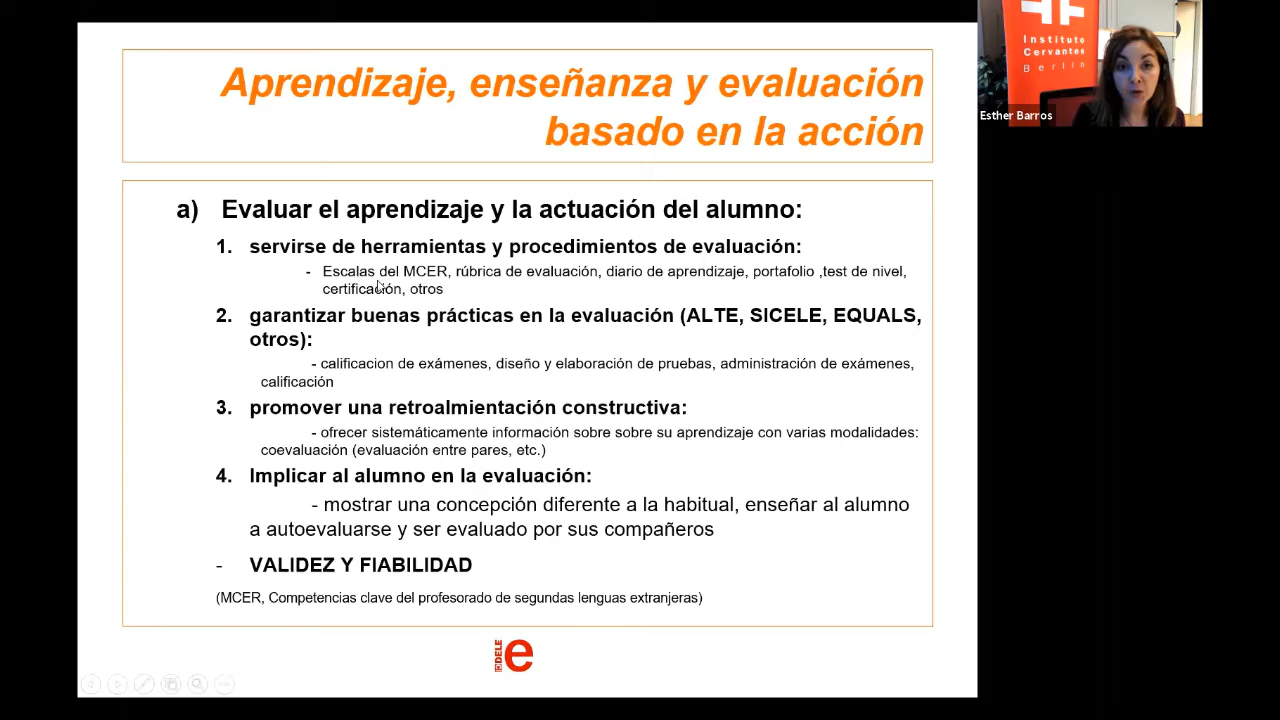 Aprendizaje, enseñanza y evaluación
basado en la acción
a) Evaluar el aprendizaje y la actuación del alumno:
1. servirse de herramientas y procedimientos de evaluación:
- Escalas del MCER, rúbrica de evaluación, diario de aprendizaje, portafolio ,test de nivel,
certificación, otros
2. garantizar buenas prácticas en la evaluación (ALTE, SICELE, EQUALS,
otros):
- calificacion de exámenes, diseño y elaboración de pruebas, administración de exámenes,
calificación
3. promover una retroalmientación constructiva:
- ofrecer sistemáticamente información sobre sobre su aprendizaje con varias modalidades:
coevaluación (evaluación entre pares, etc.)
4. Implicar al alumno en la evaluación:
- mostrar una concepción diferente a la habitual, enseñar al alumno
a autoevaluarse y ser evaluado por sus compañeros
- VALIDEZ Y FIABILIDAD
(MCER, Competencias clave del profesorado de segundas lenguas extranjeras)
DELE e
Instituto
Cervantes
Berlín
Esther Barros